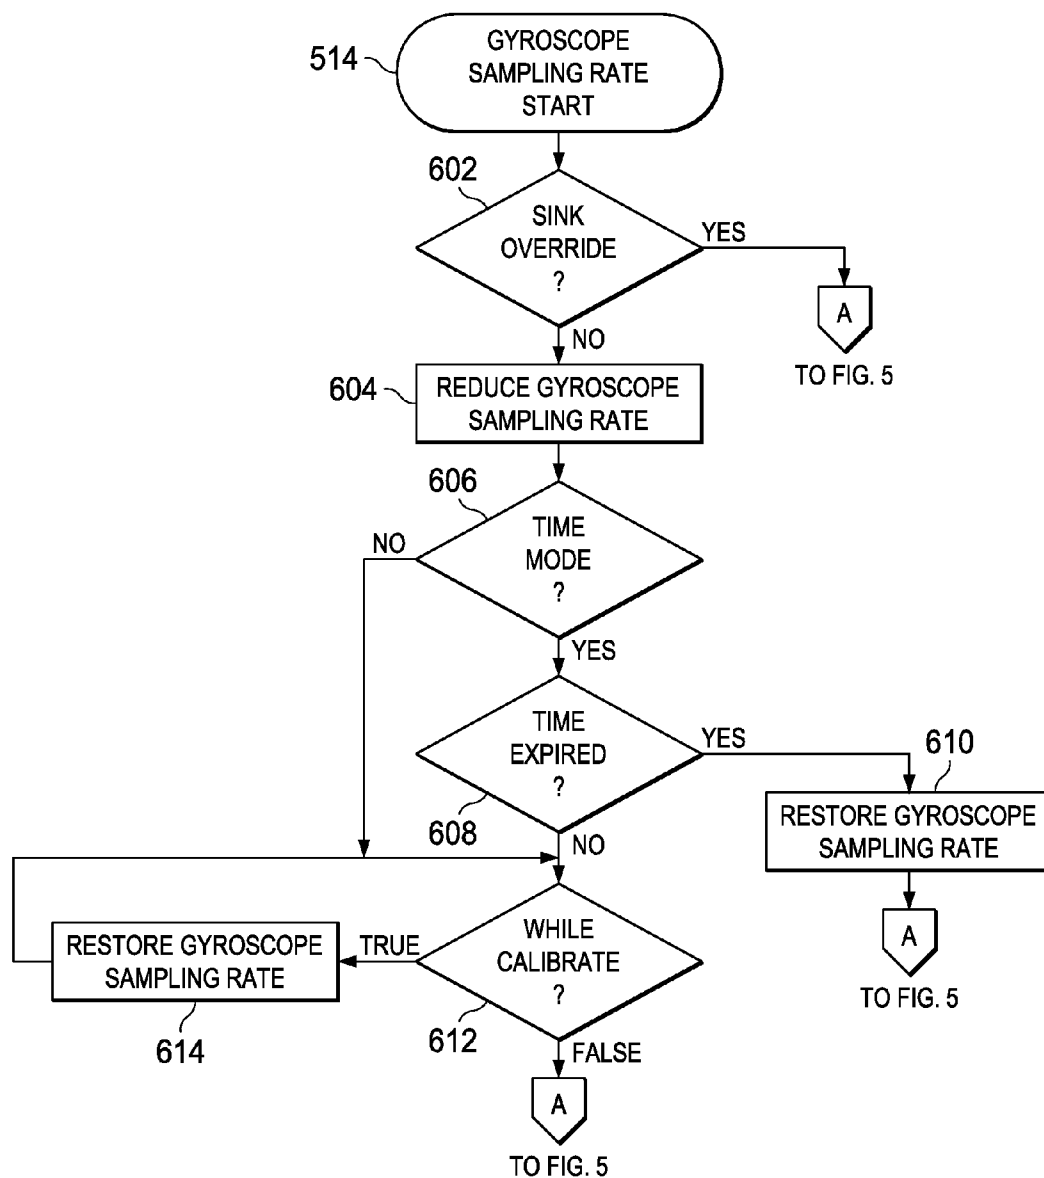 514
GYROSCOPE
SAMPLING RATE
START
602
SINK
OVERRIDE
?
YES
A
TO FIG. 5
NO
604
REDUCE GYROSCOPE
SAMPLING RATE
606
TIME
MODE
?
NO
YES
TIME
EXPIRED
?
608
YES
610
RESTORE GYROSCOPE
SAMPLING RATE
A
TO FIG. 5
NO
WHILE
CALIBRATE
?
612
TRUE
RESTORE GYROSCOPE
SAMPLING RATE
614
FALSE
A
TO FIG. 5